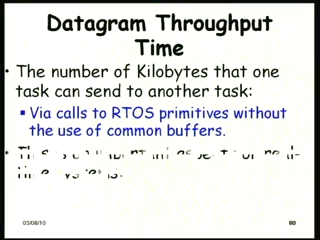 Datagram Throughput
Time
• The number of Kilobytes that one
task can send to another task:
▪ Via calls to RTOS primitives without
the use of common buffers.
03/08/10
60